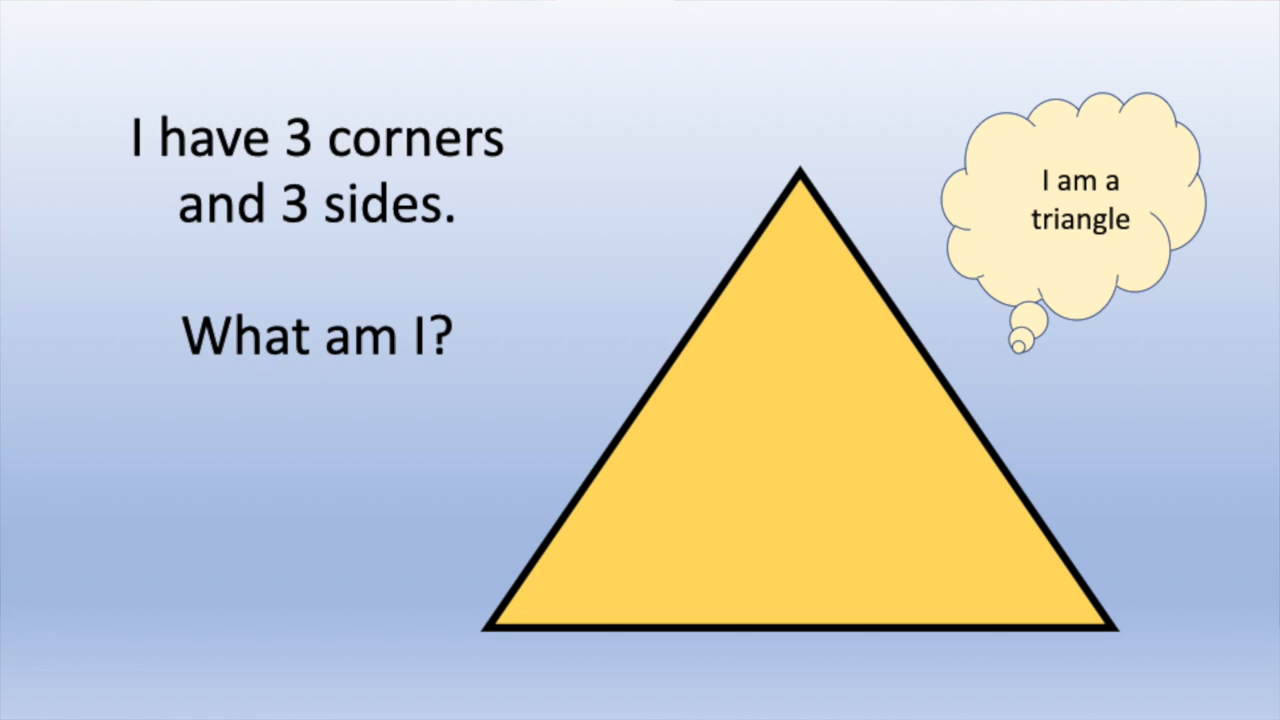 I have 3 corners
and 3 sides.
What am I?
I am a
triangle